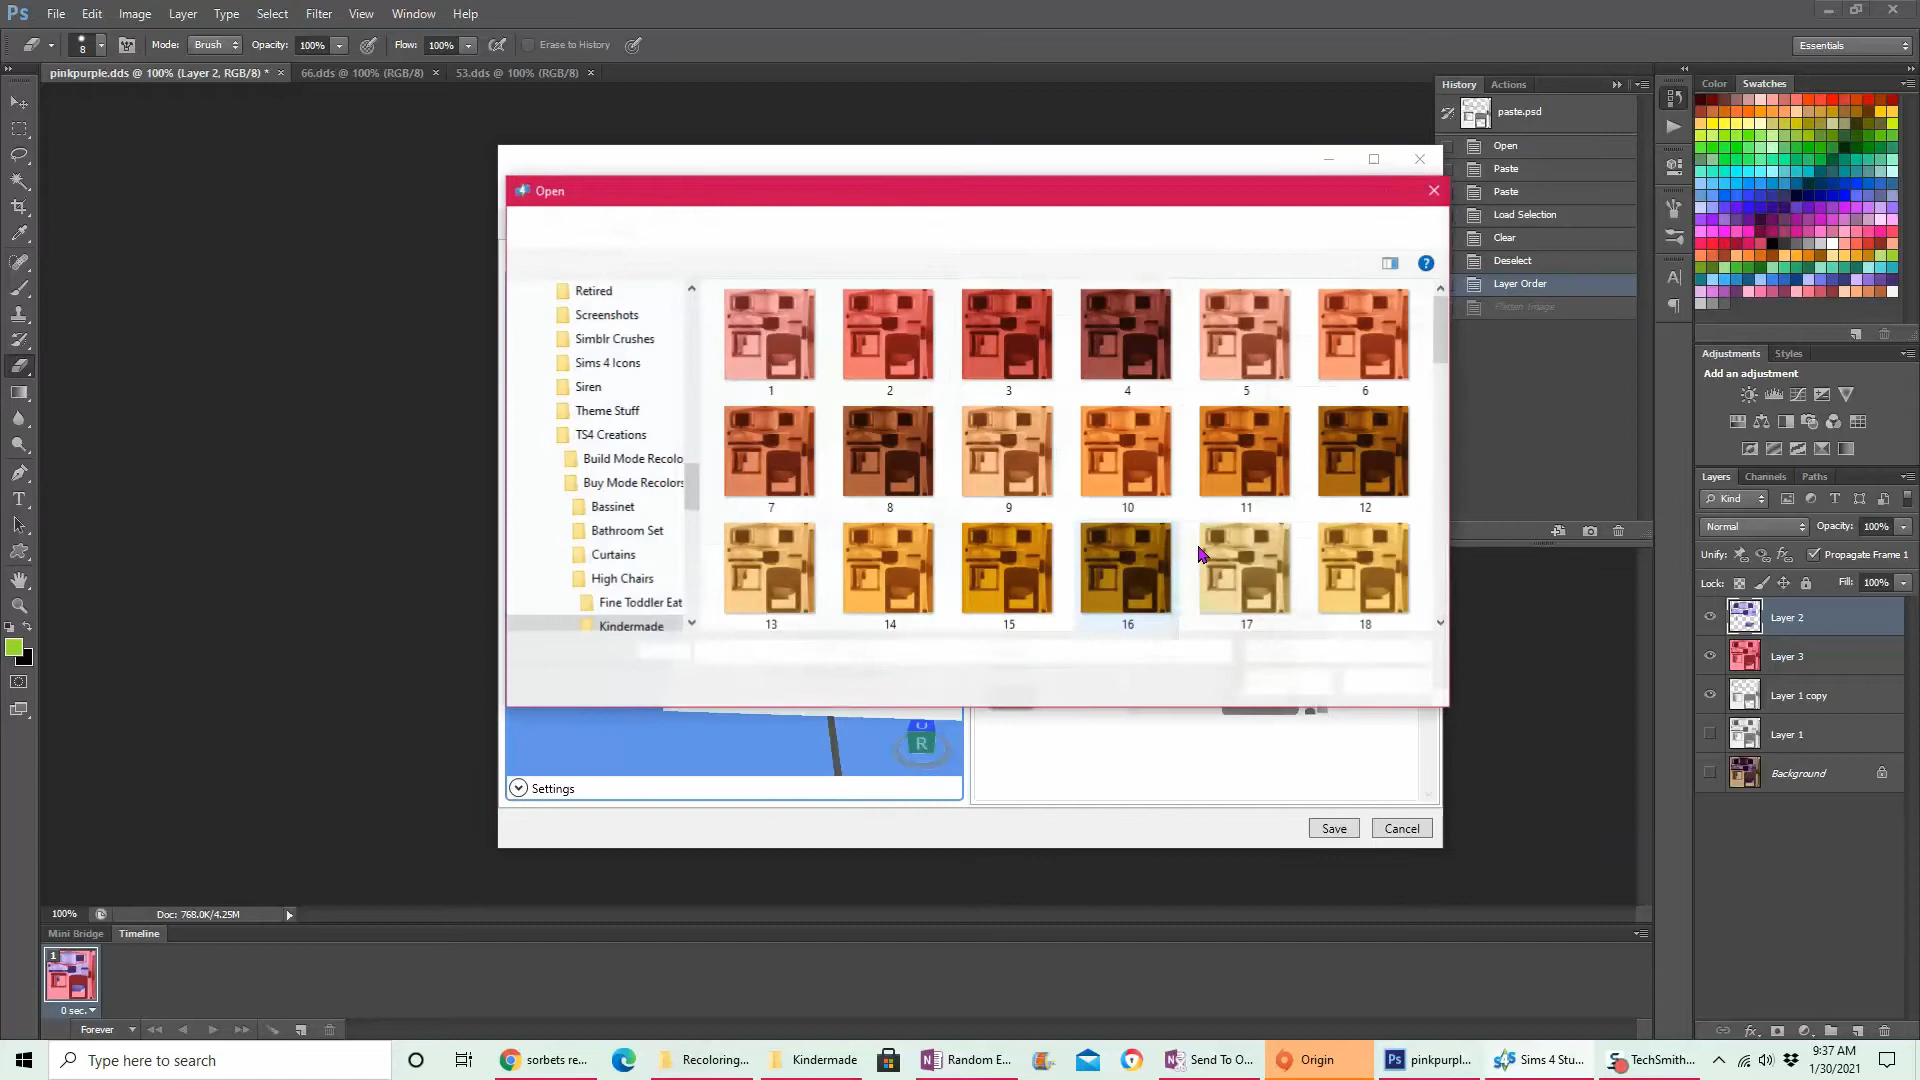 Ps File Edit Image Layer Type Select Filter View Window Help
8 Mode: Brush Opacity: 100% Flow: 100% Erase to History Essentials
pinkpurple.dds @ 100% (Layer 2, RGB/8) * × 66.dds @ 100% (RGB/8) × 53.dds @ 100% (RGB/8) ×
History Actions
Color Swatches
paste.psd
Open
Paste
Paste
Load Selection
Clear
Deselect
Layer Order
Flatten Image
Open
Retired
Screenshots
Simblr Crushes
Sims 4 Icons
Siren
Theme Stuff
TS4 Creations
Build Mode Recolo
Buy Mode Recolors
Bassinet
Bathroom Set
Curtains
High Chairs
Fine Toddler Eat
Kindermade
1 2 3 4 5 6
7 8 9 10 11 12
13 14 15 16 17 18
R
Settings
Save Cancel
Adjustments Styles
Add an adjustment
Layers Channels Paths
Kind
Normal Opacity: 100%
Unify: Propagate Frame 1
Lock: Fill: 100%
Layer 2
Layer 3
Layer 1 copy
Layer 1
Background
100% Doc: 768.0K/4.25M
Mini Bridge Timeline
1
0 sec.
Forever
Type here to search
sorbets re...
Recoloring...
Kindermade
Random E...
Send To O...
Origin
pinkpurple...
Sims 4 Stu...
TechSmith...
9:37 AM
1/30/2021